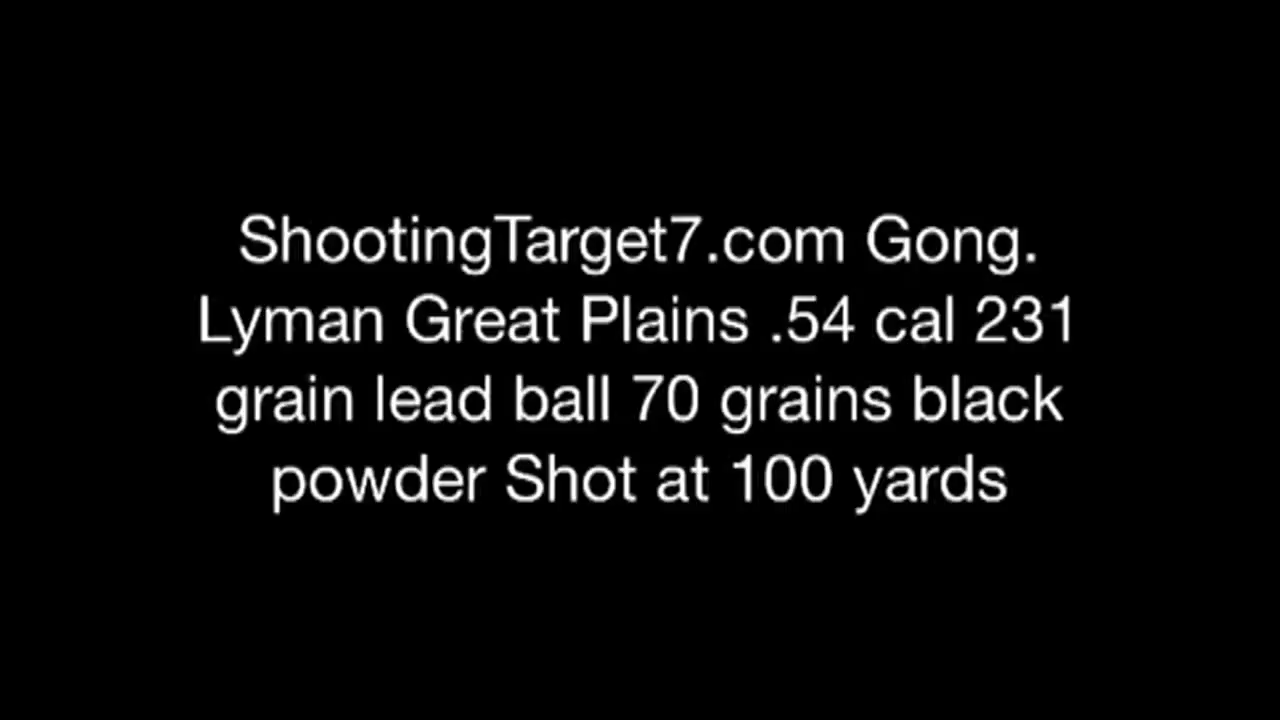 ShootingTarget7.com Gong.
Lyman Great Plains .54 cal 231
grain lead ball 70 grains black
powder Shot at 100 yards